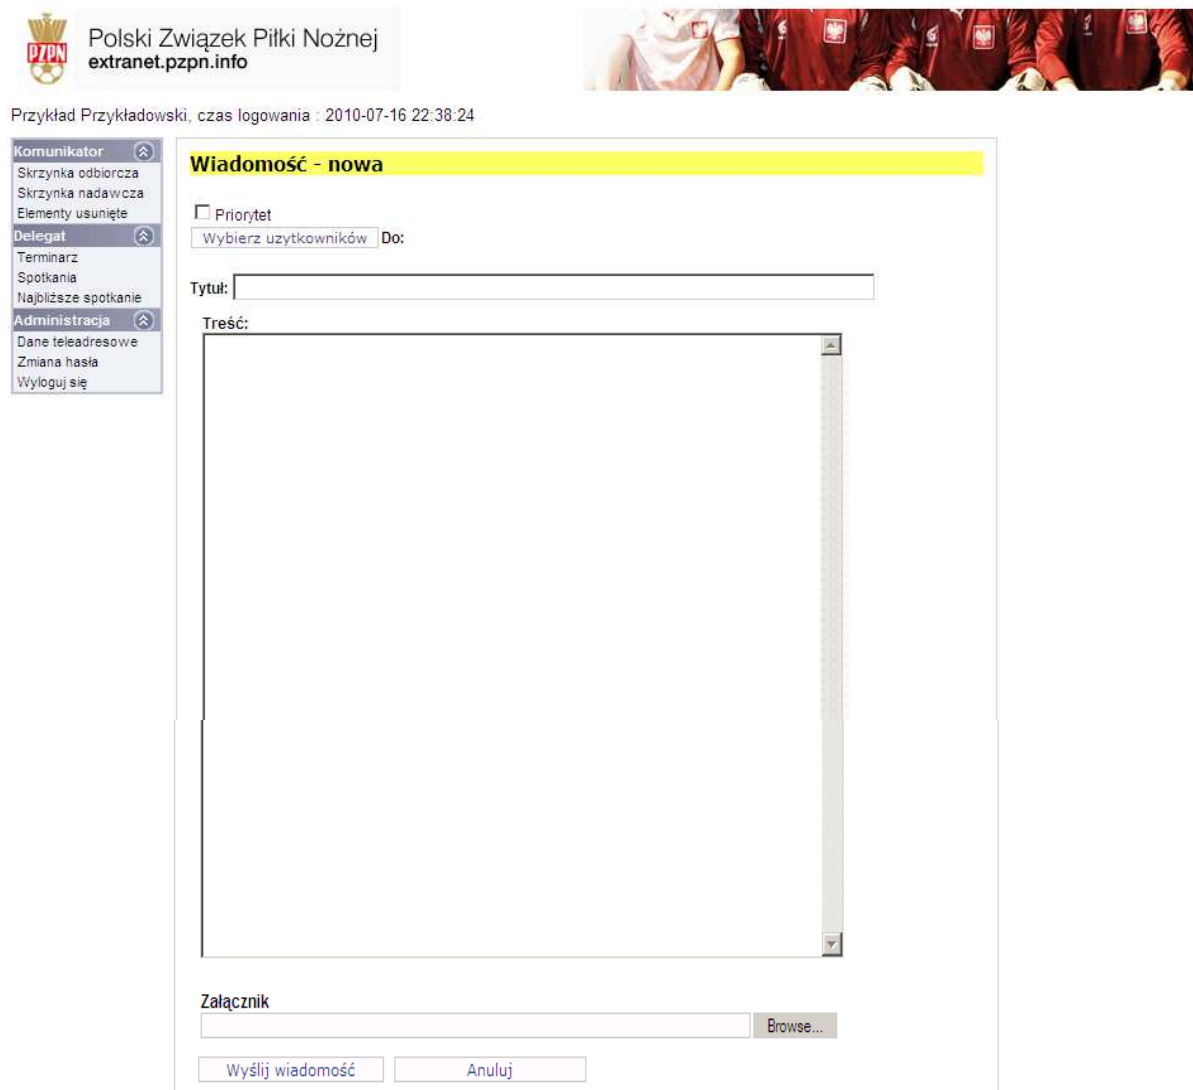 PZPN
Polski Związek Piłki Nożnej
extranet.pzpn.info
Przykład Przykładowski, czas logowania : 2010-07-16 22:38:24
Komunikator
Skrzynka odbiorcza
Skrzynka nadawcza
Elementy usunięte
Delegat
Terminarz
Spotkania
Najbliższe spotkanie
Administracja
Dane teleadresowe
Zmiana hasła
Wyloguj się
Wiadomość - nowa
Priorytet
Wybierz uzytkowników Do:
Tytuł:
Treść:
Załącznik
Browse...
Wyślij wiadomość Anuluj